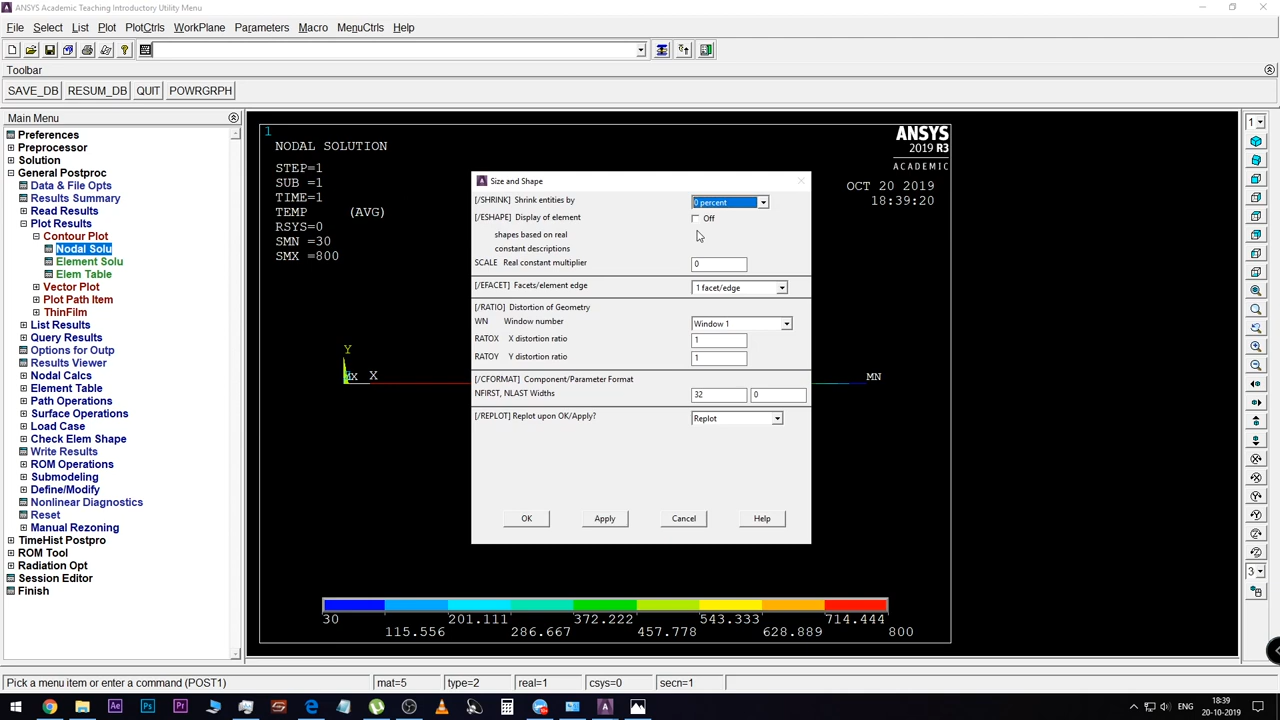 ANSYS Academic Teaching Introductory Utility Menu
File Select List Plot PlotCtrls WorkPlane Parameters Macro MenuCtrls Help
Toolbar
SAVE_DB RESUM_DB QUIT POWRGRPH
Main Menu
Preferences
Preprocessor
Solution
General Postproc
Data & File Opts
Results Summary
Read Results
Plot Results
Contour Plot
Nodal Solu
Element Solu
Elem Table
Vector Plot
Plot Path Item
ThinFilm
List Results
Query Results
Options for Outp
Results Viewer
Nodal Calcs
Element Table
Path Operations
Surface Operations
Load Case
Check Elem Shape
Write Results
ROM Operations
Submodeling
Define/Modify
Nonlinear Diagnostics
Reset
Manual Rezoning
TimeHist Postpro
ROM Tool
Radiation Opt
Session Editor
Finish
1
NODAL SOLUTION
STEP=1
SUB =1
TIME=1
TEMP (AVG)
RSYS=0
SMN =30
SMX =800
ANSYS
2019 R3
ACADEMIC
OCT 20 2019
18:39:20
Y
MX X
MN
Size and Shape
[/SHRINK] Shrink entities by 0 percent
[/ESHAPE] Display of element Off
shapes based on real
constant descriptions
SCALE Real constant multiplier 0
[/EFACET] Facets/element edge 1 facet/edge
[/RATIO] Distortion of Geometry
WN Window number Window 1
RATOX X distortion ratio 1
RATOY Y distortion ratio 1
[/CFORMAT] Component/Parameter Format
NFIRST, NLAST Widths 32 0
[/REPLOT] Replot upon OK/Apply? Replot
OK Apply Cancel Help
30 201.111 372.222 543.333 714.444
115.556 286.667 457.778 628.889 800
1
3
Pick a menu item or enter a command (POST1) mat=5 type=2 real=1 csys=0 secn=1
Ae Ps Pr
ENG
18:39
20-10-2019